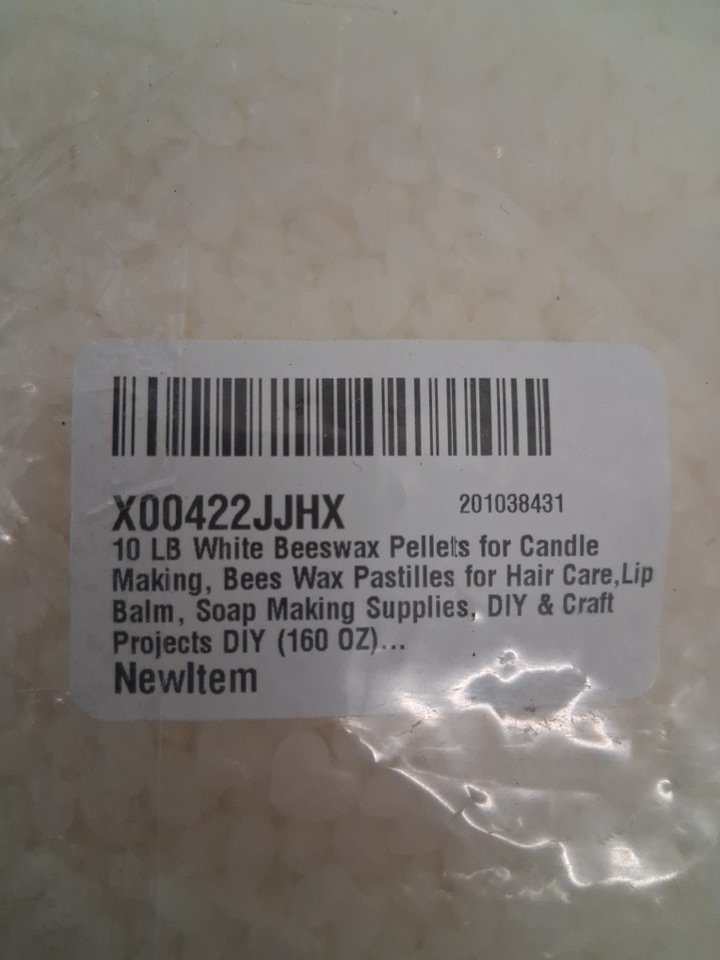 X00422JJHX 201038431
10 LB White Beeswax Pellets for Candle
Making, Bees Wax Pastilles for Hair Care,Lip
Balm, Soap Making Supplies, DIY & Craft
Projects DIY (160 OZ)...
NewItem